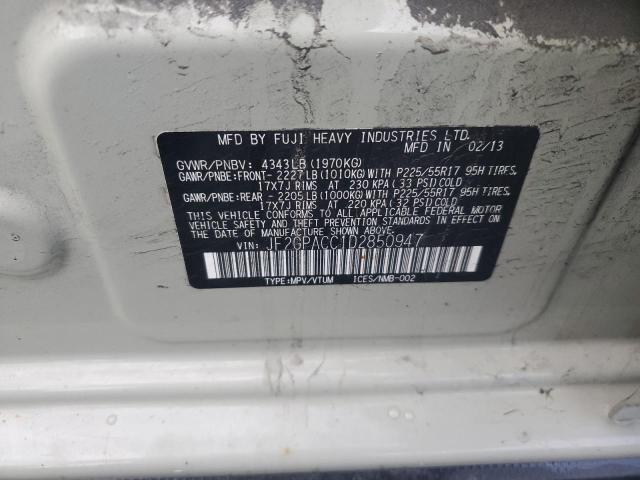 MFD BY FUJI HEAVY INDUSTRIES LTD.
MFD IN 02/13
GVWR/PNBV: 4343LB (1970KG)
GAWR/PNBE:FRONT- 2227LB (1010KG) WITH P225/55R17 95H TIRES,
17X7J RIMS AT 230 KPA (33 PSI) COLD
GAWR/PNBE:REAR - 2205LB (1000KG) WITH P225/55R17 95H TIRES,
17X7J RIMS AT 220 KPA (32 PSI) COLD
THIS VEHICLE CONFORMS TO ALL APPLICABLE FEDERAL MOTOR
VEHICLE SAFETY AND THEFT PREVENTION STANDARDS IN EFFECT ON
THE DATE OF MANUFACTURE SHOWN ABOVE.
VIN: JF2GPACC1D2850947
TYPE:MPV/VTUM ICES/NMB-002